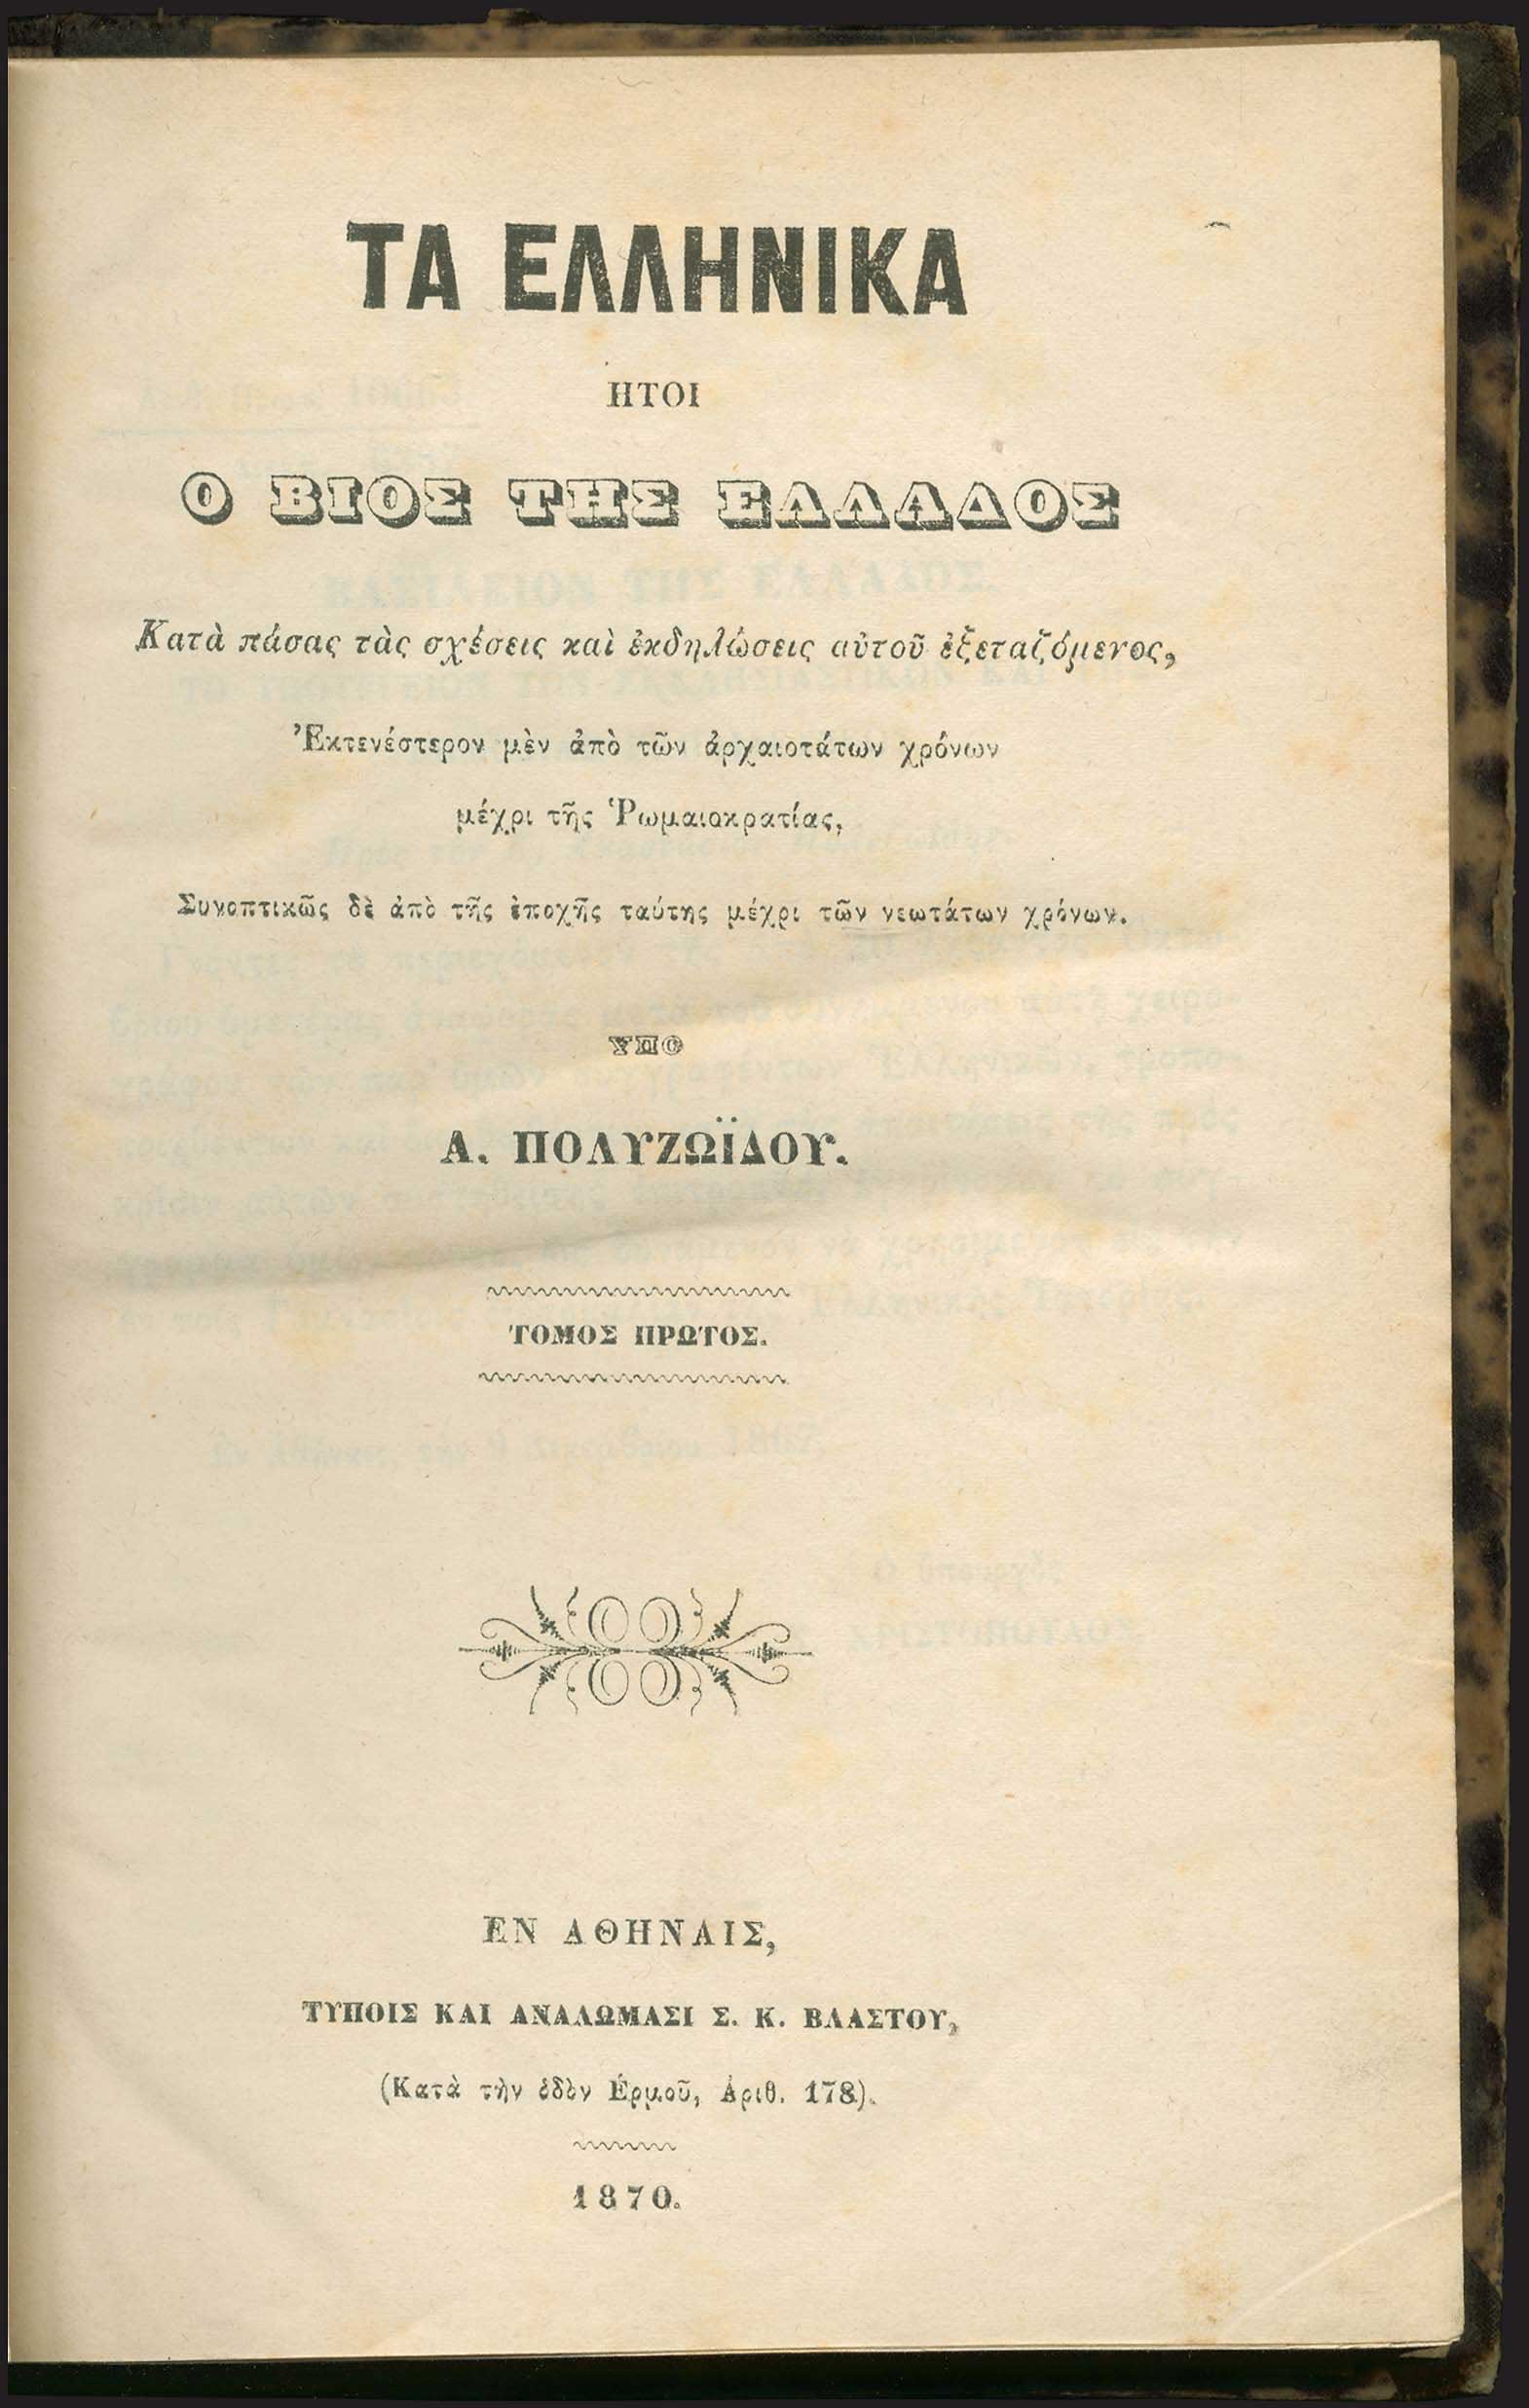 ΤΑ ΕΛΛΗΝΙΚΑ
ΗΤΟΙ
Ο ΒΙΟΣ ΤΗΣ ΕΛΛΑΔΟΣ
Κατὰ πάσας τὰς σχέσεις καὶ ἐκδηλώσεις αὐτοῦ ἐξεταζόμενος,
Ἐκτενέστερον μὲν ἀπὸ τῶν ἀρχαιοτάτων χρόνων
μέχρι τῆς Ῥωμαιοκρατίας,
Συνοπτικῶς δὲ ἀπὸ τῆς ἐποχῆς ταύτης μέχρι τῶν νεωτάτων χρόνων.
ΥΠΟ
Α. ΠΟΛΥΖΩΪΔΟΥ.
ΤΟΜΟΣ ΠΡΩΤΟΣ.
ΕΝ ΑΘΗΝΑΙΣ,
ΤΥΠΟΙΣ ΚΑΙ ΑΝΑΛΩΜΑΣΙ Σ. Κ. ΒΛΑΣΤΟΥ,
(Κατὰ τὴν ὁδὸν Ἑρμοῦ, Ἀριθ. 178).
1870.